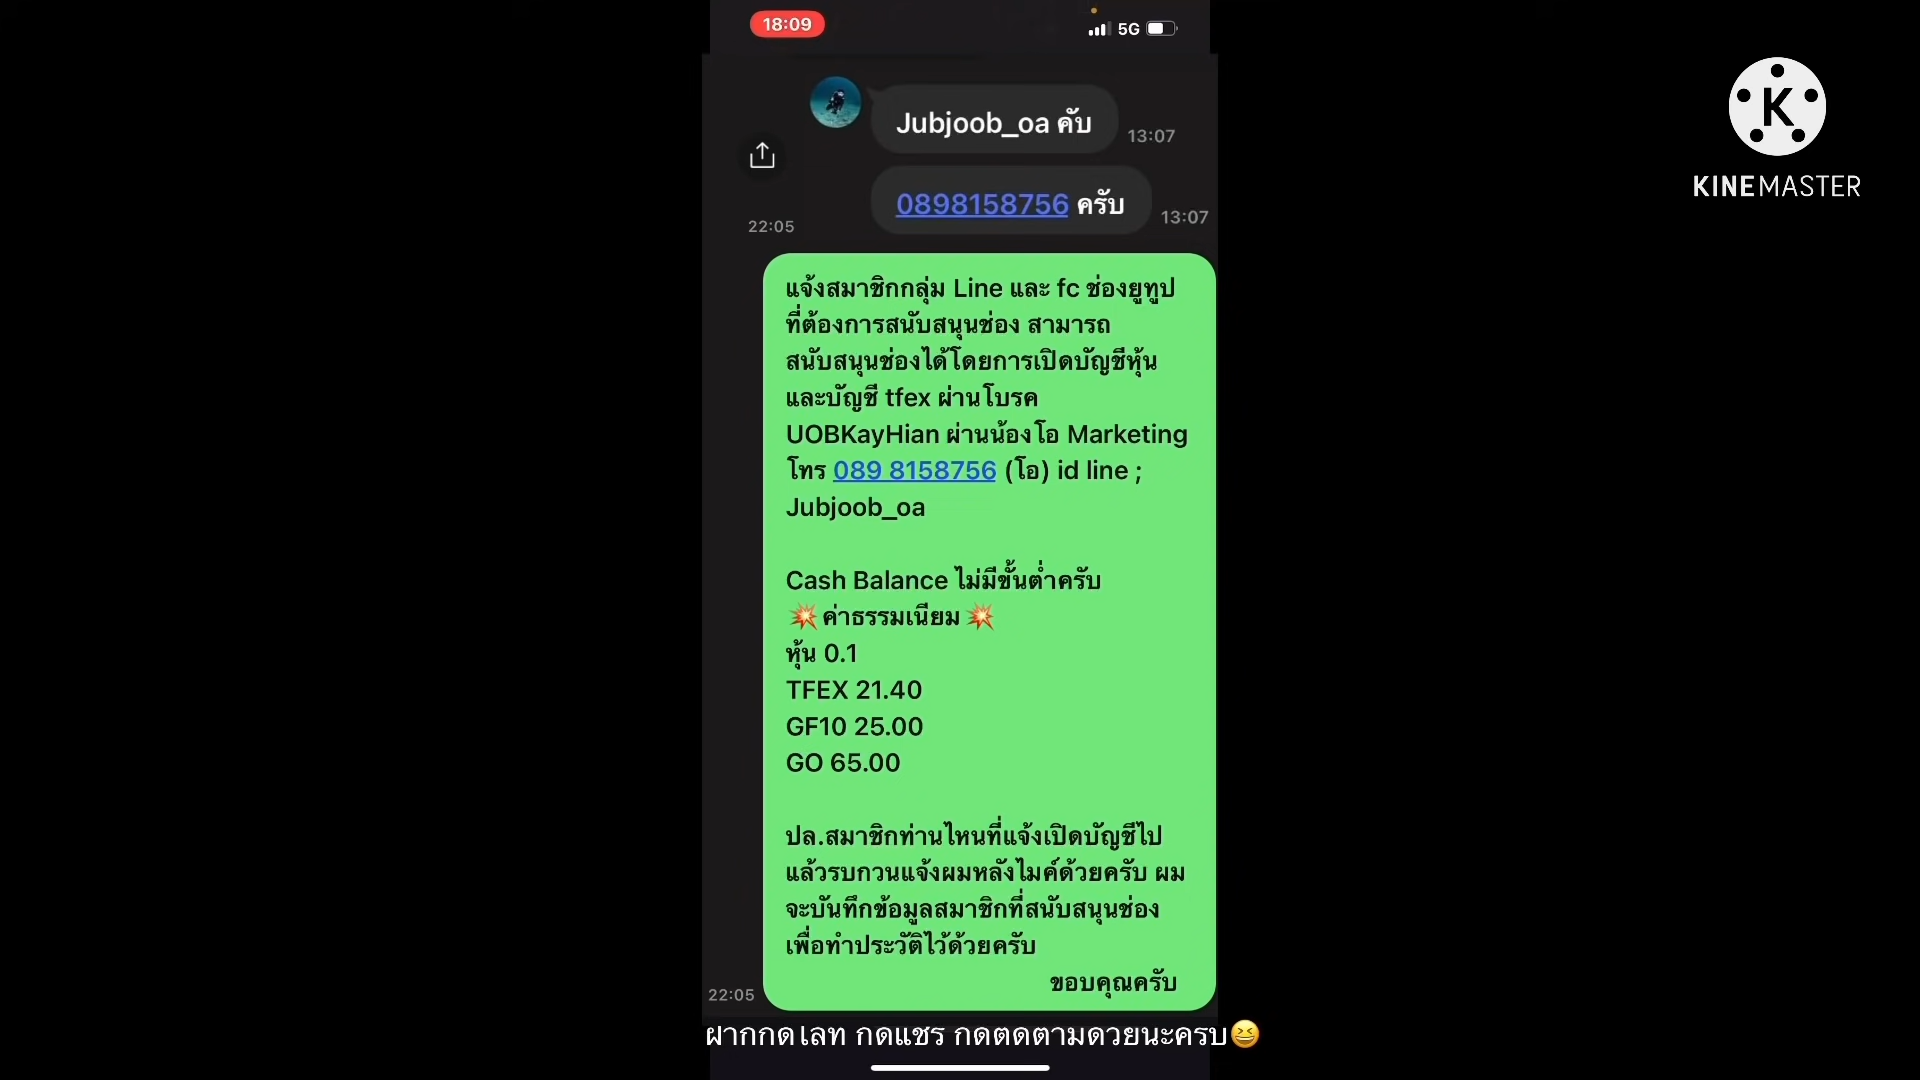 18:09
5G
Jubjoob_oa คับ
13:07
0898158756 ครับ
13:07
22:05
KINEMASTER
แจ้งสมาชิกกลุ่ม Line และ fc ช่องยูทูป
ที่ต้องการสนับสนุนช่อง สามารถ
สนับสนุนช่องได้โดยการเปิดบัญชีหุ้น
และบัญชี tfex ผ่านโบรค
UOBKayHian ผ่านน้องโอ Marketing
โทร 089 8158756 (โอ) id line ;
Jubjoob_oa
Cash Balance ไม่มีขั้นต่ำครับ
💥ค่าธรรมเนียม💥
หุ้น 0.1
TFEX 21.40
GF10 25.00
GO 65.00
ปล.สมาชิกท่านไหนที่แจ้งเปิดบัญชีไป
แล้วรบกวนแจ้งผมหลังไมค์ด้วยครับ ผม
จะบันทึกข้อมูลสมาชิกที่สนับสนุนช่อง
เพื่อทำประวัติไว้ด้วยครับ
ขอบคุณครับ
22:05
ฝากกดไลท กดแชร กดตดตามดวยนะครบ😆